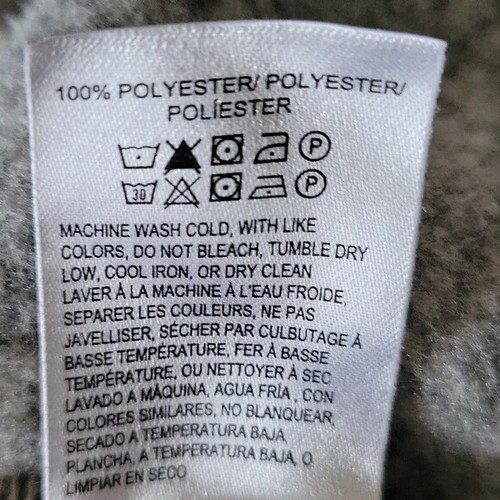 100% POLYESTER/ POLYESTER/
POLÍESTER
P
30 P
MACHINE WASH COLD, WITH LIKE
COLORS, DO NOT BLEACH, TUMBLE DRY
LOW, COOL IRON, OR DRY CLEAN
LAVER À LA MACHINE À L'EAU FROIDE,
SEPARER LES COULEURS, NE PAS
JAVELLISER, SÉCHER PAR CULBUTAGE À
BASSE TEMPÉRATURE, FER À BASSE
TEMPÉRATURE, OU NETTOYER À SEC
LAVADO A MÁQUINA, AGUA FRÍA , CON
COLORES SIMILARES, NO BLANQUEAR,
SECADO A TEMPERATURA BAJA,
PLANCHA, A TEMPERATURA BAJA, O
LIMPIAR EN SECO